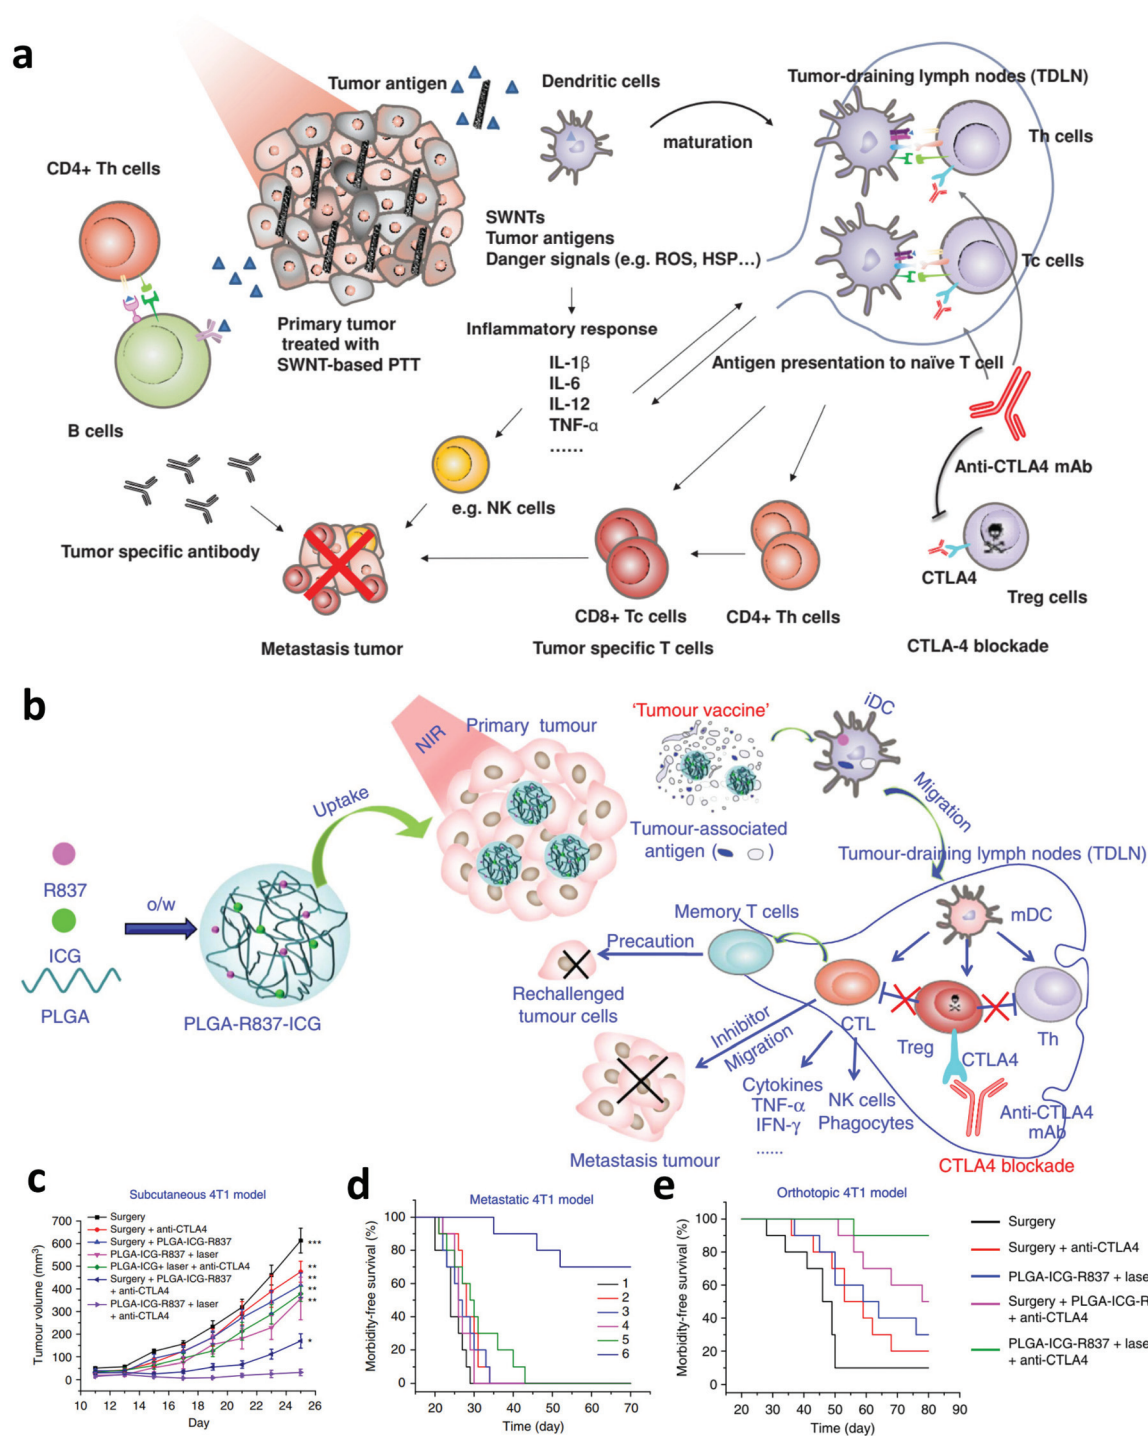 a
Tumor antigen
Dendritic cells
Tumor-draining lymph nodes (TDLN)
maturation
Th cells
CD4+ Th cells
SWNTs
Tumor antigens
Danger signals (e.g. ROS, HSP...)
Tc cells
Primary tumor
treated with
SWNT-based PTT
Inflammatory response
IL-1β
IL-6
IL-12
TNF-α
......
Antigen presentation to naïve T cell
B cells
Anti-CTLA4 mAb
e.g. NK cells
Tumor specific antibody
CTLA4
Treg cells
CD8+ Tc cells
CD4+ Th cells
Metastasis tumor
Tumor specific T cells
CTLA-4 blockade
b
NIR
Primary tumour
'Tumour vaccine'
iDC
Uptake
Migration
Tumour-associated
antigen ( )
Tumour-draining lymph nodes (TDLN)
R837
ICG
PLGA
o/w
PLGA-R837-ICG
Memory T cells
mDC
Precaution
Rechallenged
tumour cells
CTL
Treg
Th
CTLA4
Inhibitor
Migration
Cytokines
TNF-α
IFN-γ
......
NK cells
Phagocytes
Anti-CTLA4
mAb
Metastasis tumour
CTLA4 blockade
c
Subcutaneous 4T1 model
Surgery
Surgery + anti-CTLA4
Surgery + PLGA-ICG-R837
PLGA-ICG-R837 + laser
PLGA-ICG+ laser + anti-CTLA4
Surgery + PLGA-ICG-R837
+ anti-CTLA4
PLGA-ICG-R837 + laser
+ anti-CTLA4
***
**
**
**
**
*
Tumour volume (mm³)
700
600
500
400
300
200
100
0
10 12 14 16 18 20 22 24 26
Day
d
Metastatic 4T1 model
Morbidity-free survival (%)
100
80
60
40
20
0
1
2
3
4
5
6
20 30 40 50 60 70
Time (day)
e
Orthotopic 4T1 model
Morbidity-free survival (%)
100
80
60
40
20
0
20 30 40 50 60 70 80 90
Time (day)
Surgery
Surgery + anti-CTLA4
PLGA-ICG-R837 + lase
Surgery + PLGA-ICG-R
+ anti-CTLA4
PLGA-ICG-R837 + lase
+ anti-CTLA4